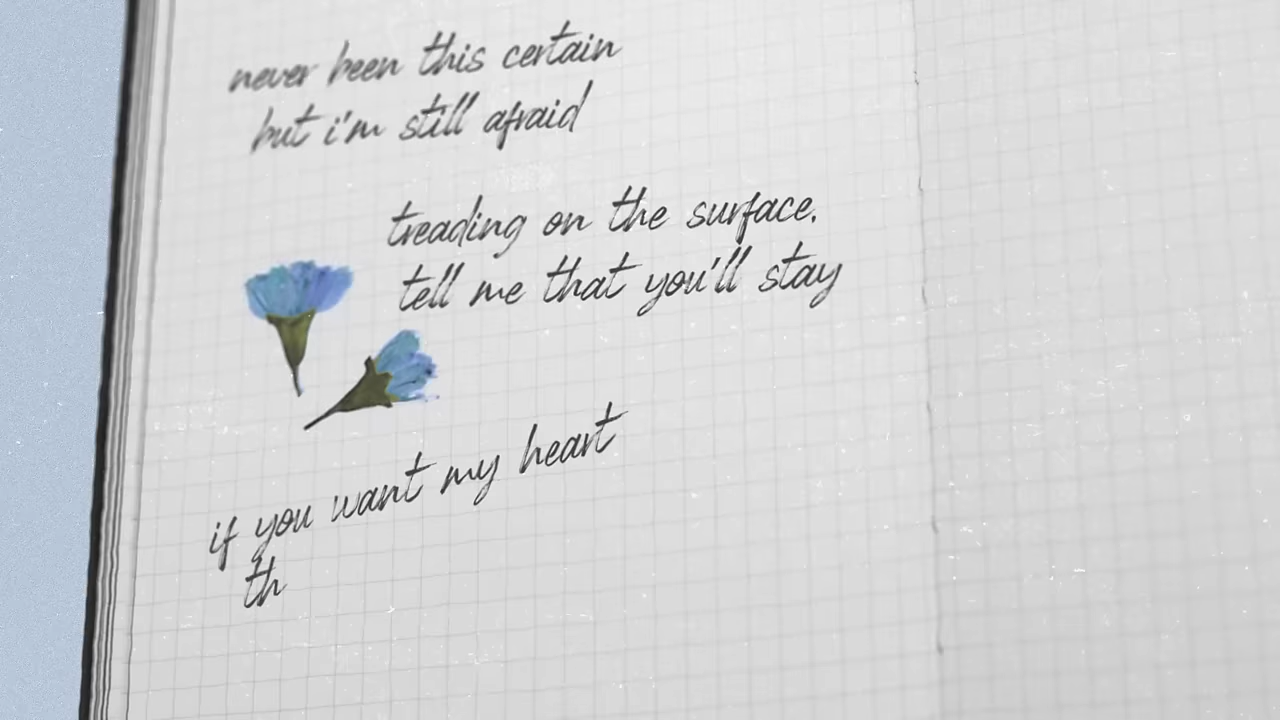 never been this certain
but i'm still afraid
treading on the surface.
tell me that you'll stay
if you want my heart
th